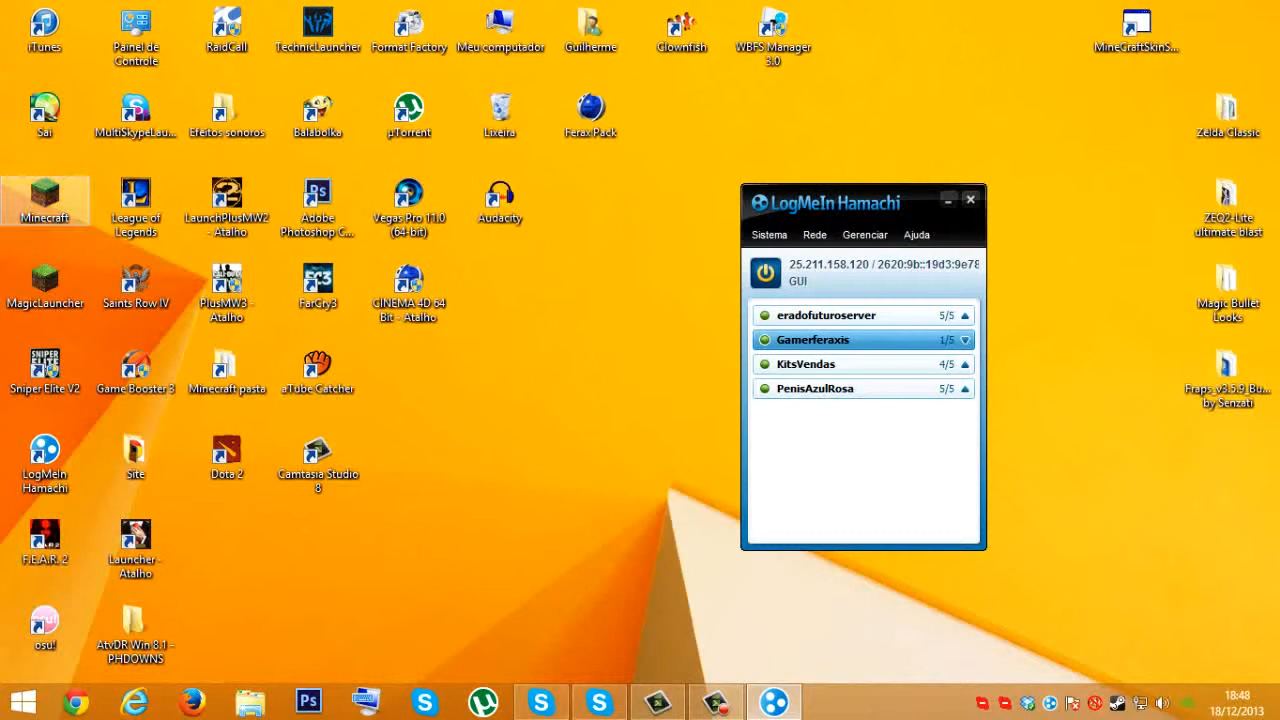 iTunes
Painel de
Controle
RaidCall
TechnicLauncher
Format Factory
Meu computador
Guilherme
Clownfish
WBFS Manager
3.0
MineCraftSkinS...
Sai
MultiSkypeLau...
Efeitos sonoros
Balabolka
µTorrent
Lixeira
Ferax Pack
Zelda Classic
Minecraft
League of
Legends
LaunchPlusMW2
- Atalho
Adobe
Photoshop C...
Vegas Pro 11.0
(64-bit)
Audacity
ZEQ2-Lite
ultimate blast
MagicLauncher
Saints Row IV
PlusMW3 -
Atalho
FarCry3
CINEMA 4D 64
Bit - Atalho
Magic Bullet
Looks
Sniper Elite V2
Game Booster 3
Minecraft pasta
aTube Catcher
Fraps_v3.5.9_Bu...
by Senzati
LogMeIn
Hamachi
Site
Dota 2
Camtasia Studio
8
F.E.A.R. 2
Launcher -
Atalho
osu!
AtvDR Win 8.1 -
PHDOWNS
LogMeIn Hamachi
Sistema Rede Gerenciar Ajuda
25.211.158.120 / 2620:9b::19d3:9e78
GUI
eradofuturoserver 5/5
Gamerferaxis 1/5
KitsVendas 4/5
PenisAzulRosa 5/5
18:48
18/12/2013